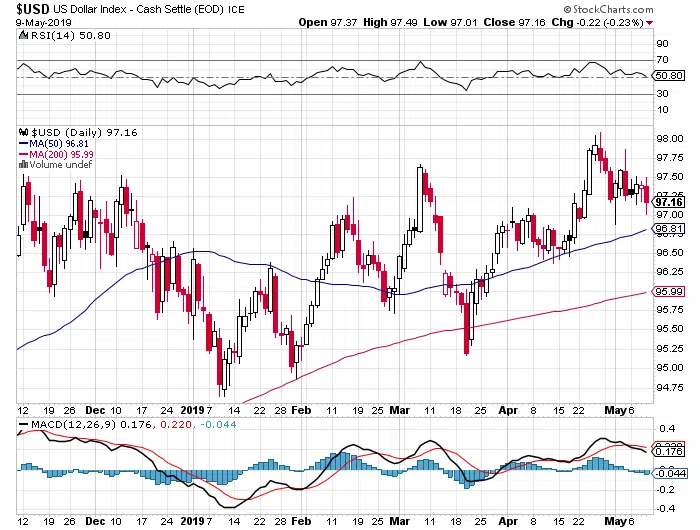 $USD US Dollar Index - Cash Settle (EOD) ICE © StockCharts.com
9-May-2019 Open 97.37 High 97.49 Low 97.01 Close 97.16 Chg -0.22 (-0.23%)
RSI(14) 50.80
90
70
50.80
30
10
$USD (Daily) 97.16
MA(50) 96.81
MA(200) 95.99
Volume undef
98.00
97.75
97.50
97.25
97.16
97.00
96.81
96.75
96.50
96.25
95.99
95.75
95.50
95.25
95.00
94.75
12 19 26 Dec 10 17 24 2019 7 14 22 28 Feb 11 19 25 Mar 11 18 25 Apr 8 15 22 May 6
MACD(12,26,9) 0.176, 0.220, -0.044
0.4
0.220
0.176
-0.044
-0.2
-0.4
12 19 26 Dec 10 17 24 2019 7 14 22 28 Feb 11 19 25 Mar 11 18 25 Apr 8 15 22 May 6